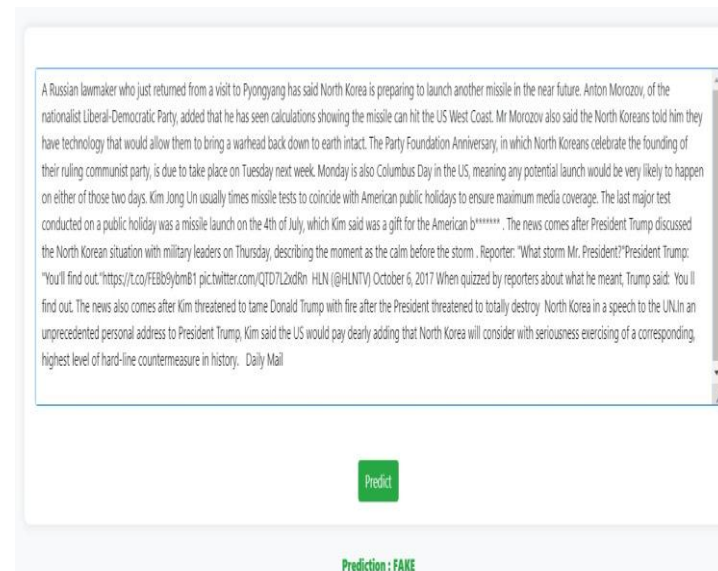 A Russian lawmaker who just returned from a visit to Pyongyang has said North Korea is preparing to launch another missile in the near future. Anton Morozov, of the
nationalist Liberal-Democratic Party, added that he has seen calculations showing the missile can hit the US West Coast. Mr Morozov also said the North Koreans told him they
have technology that would allow them to bring a warhead back down to earth intact. The Party Foundation Anniversary, in which North Koreans celebrate the founding of
their ruling communist party, is due to take place on Tuesday next week. Monday is also Columbus Day in the US, meaning any potential launch would be very likely to happen
on either of those two days. Kim Jong Un usually times missile tests to coincide with American public holidays to ensure maximum media coverage. The last major test
conducted on a public holiday was a missile launch on the 4th of July, which Kim said was a gift for the American b******* . The news comes after President Trump discussed
the North Korean situation with military leaders on Thursday, describing the moment as the calm before the storm . Reporter: "What storm Mr. President?"President Trump:
"You'll find out."https://t.co/FEBb9ybmB1 pic.twitter.com/QTD7L2xdRn HLN (@HLNTV) October 6, 2017 When quizzed by reporters about what he meant, Trump said: You ll
find out. The news also comes after Kim threatened to tame Donald Trump with fire after the President threatened to totally destroy North Korea in a speech to the UN.In an
unprecedented personal address to President Trump, Kim said the US would pay dearly adding that North Korea will consider with seriousness exercising of a corresponding,
highest level of hard-line countermeasure in history. Daily Mail
Predict
Prediction : FAKE